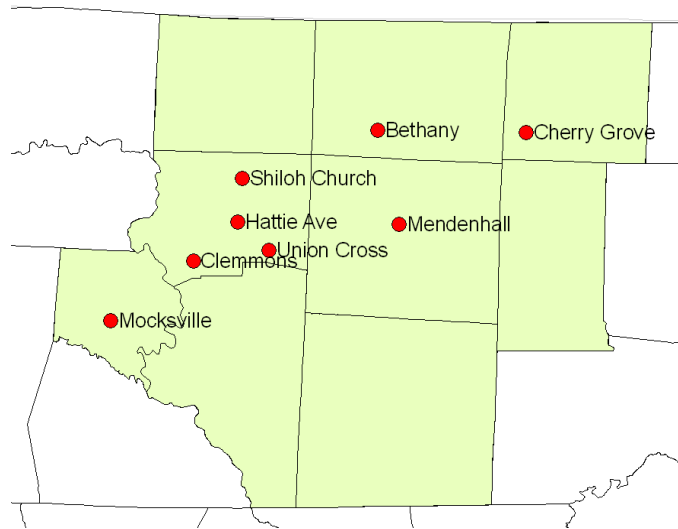 Bethany
Cherry Grove
Shiloh Church
Hattie Ave
Mendenhall
Union Cross
Clemmons
Mocksville